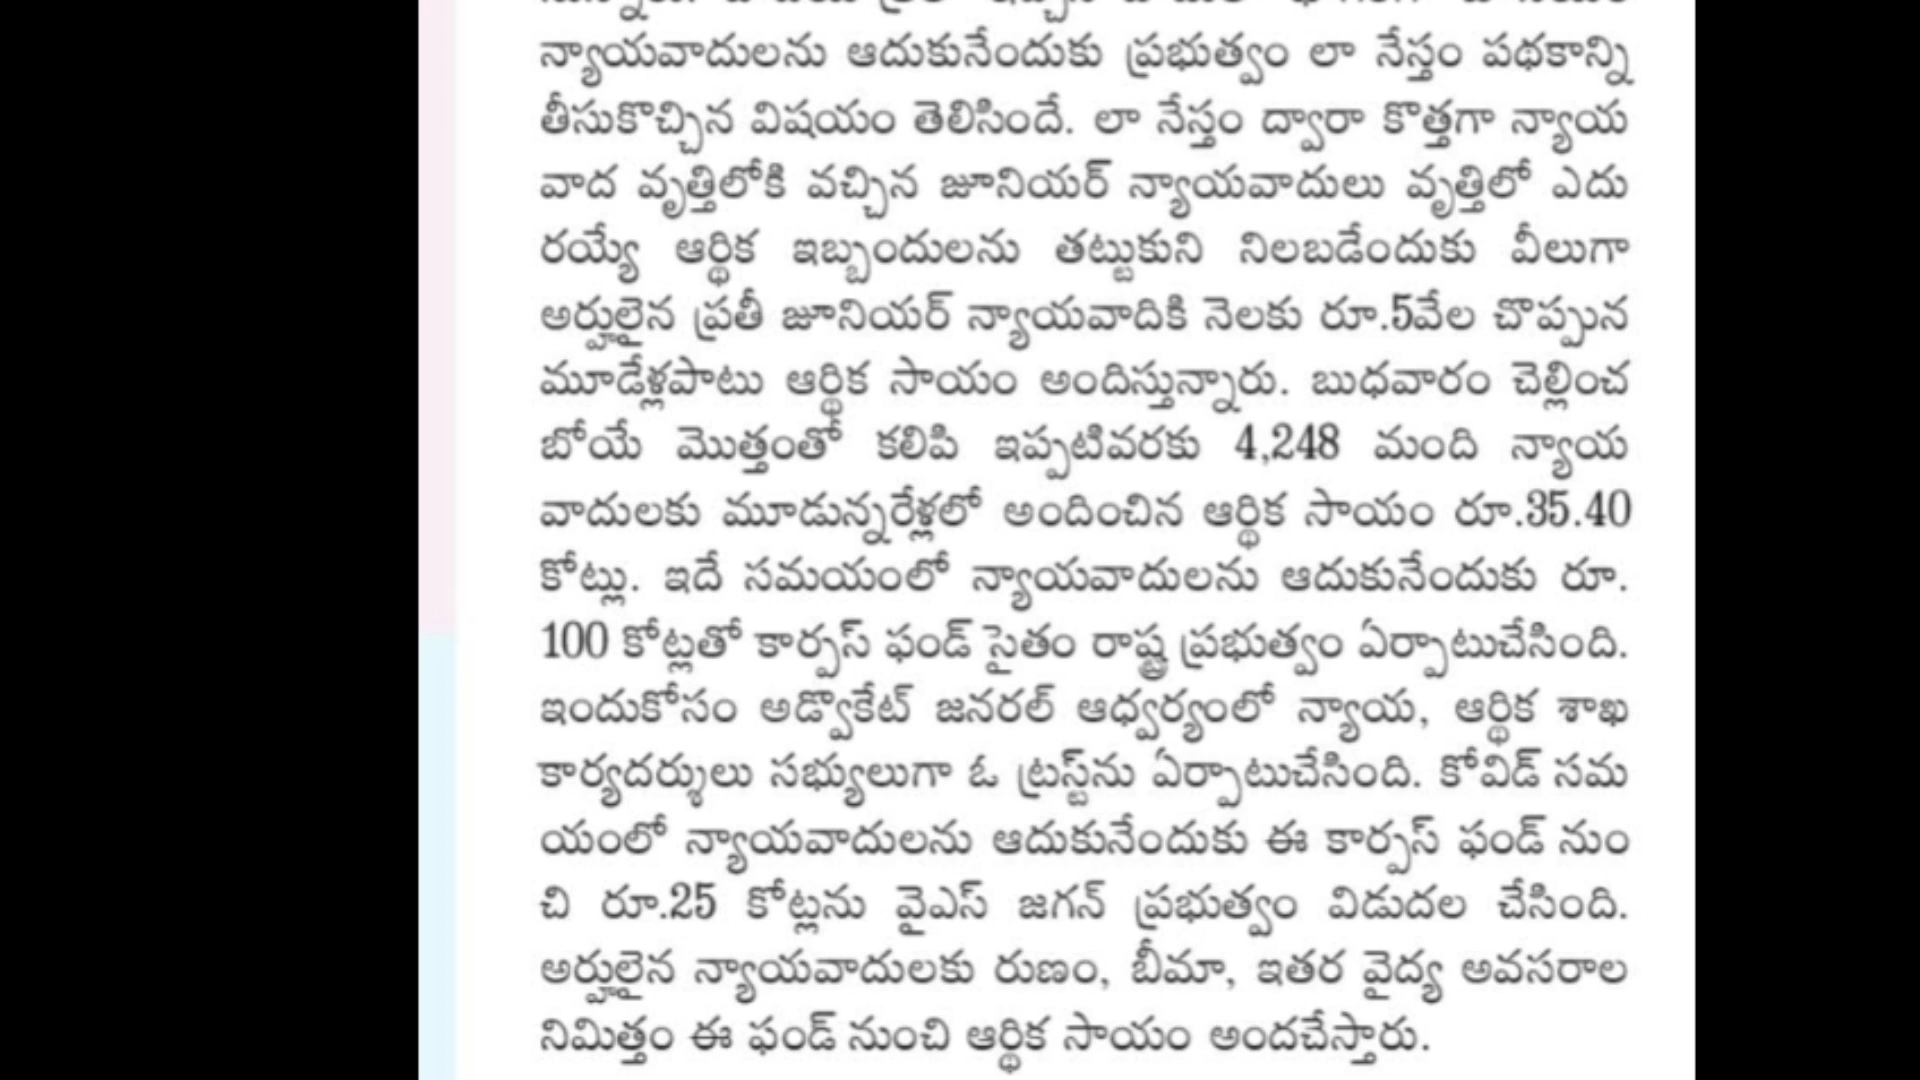 న్యాయవాదులను ఆదుకునేందుకు ప్రభుత్వం లా నేస్తం పథకాన్ని
తీసుకొచ్చిన విషయం తెలిసిందే. లా నేస్తం ద్వారా కొత్తగా న్యాయ
వాద వృత్తిలోకి వచ్చిన జూనియర్ న్యాయవాదులు వృత్తిలో ఎదు
రయ్యే ఆర్థిక ఇబ్బందులను తట్టుకుని నిలబడేందుకు వీలుగా
అర్హులైన ప్రతీ జూనియర్ న్యాయవాదికి నెలకు రూ.5వేల చొప్పున
మూడేళ్లపాటు ఆర్థిక సాయం అందిస్తున్నారు. బుధవారం చెల్లించ
బోయే మొత్తంతో కలిపి ఇప్పటివరకు 4,248 మంది న్యాయ
వాదులకు మూడున్నరేళ్లలో అందించిన ఆర్థిక సాయం రూ.35.40
కోట్లు. ఇదే సమయంలో న్యాయవాదులను ఆదుకునేందుకు రూ.
100 కోట్లతో కార్పస్ ఫండ్ సైతం రాష్ట్ర ప్రభుత్వం ఏర్పాటుచేసింది.
ఇందుకోసం అడ్వొకేట్ జనరల్ ఆధ్వర్యంలో న్యాయ, ఆర్థిక శాఖ
కార్యదర్శులు సభ్యులుగా ఓ ట్రస్ట్‌ను ఏర్పాటుచేసింది. కోవిడ్ సమ
యంలో న్యాయవాదులను ఆదుకునేందుకు ఈ కార్పస్ ఫండ్ నుం
చి రూ.25 కోట్లను వైఎస్ జగన్ ప్రభుత్వం విడుదల చేసింది.
అర్హులైన న్యాయవాదులకు రుణం, బీమా, ఇతర వైద్య అవసరాల
నిమిత్తం ఈ ఫండ్ నుంచి ఆర్థిక సాయం అందచేస్తారు.